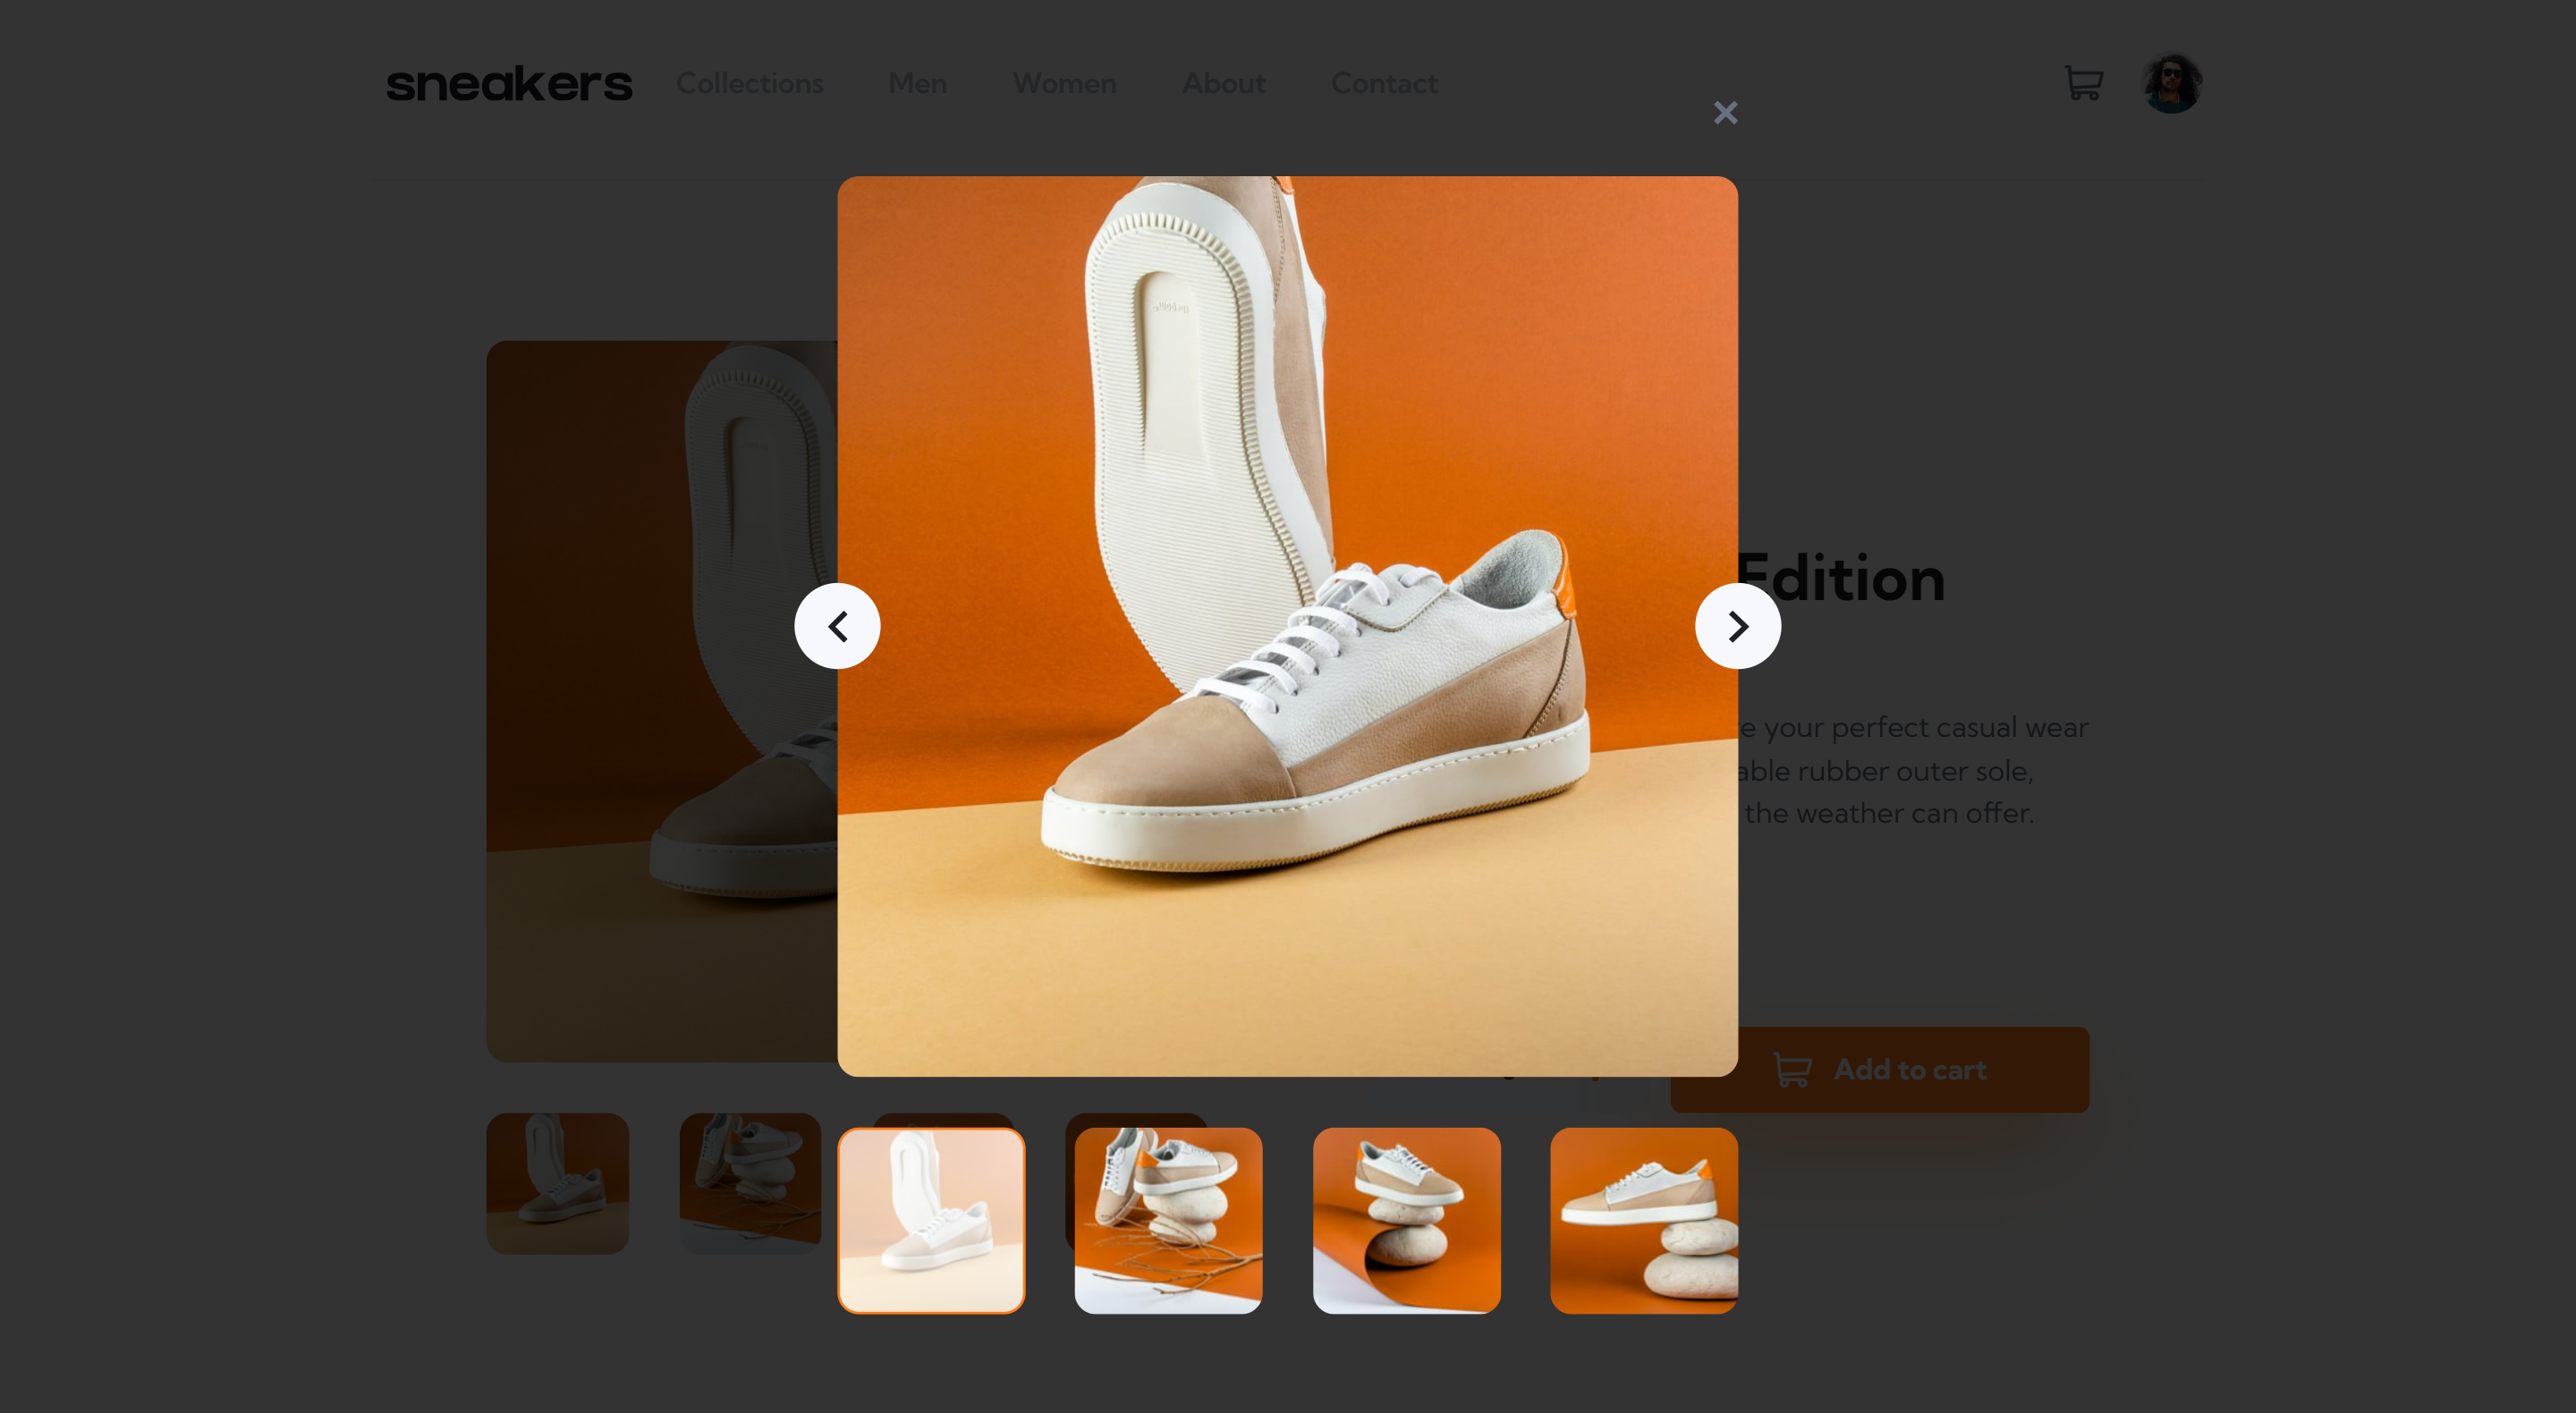 sneakers Collections Men Women About Contact
Edition
your perfect casual wear
rubber outer sole,
the weather can offer.
Add to cart